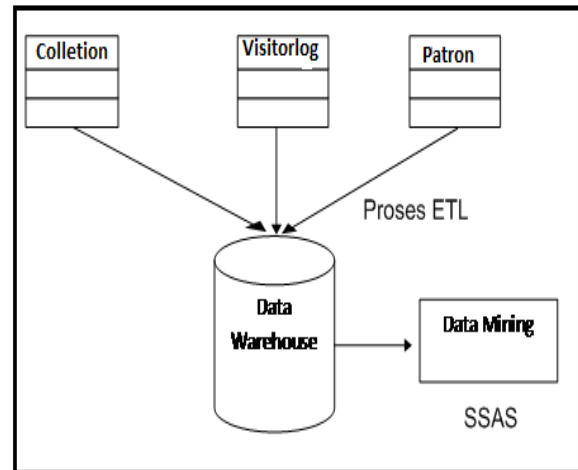 Colletion
Visitorlog
Patron
Proses ETL
Data
Warehouse
Data Mining
SSAS